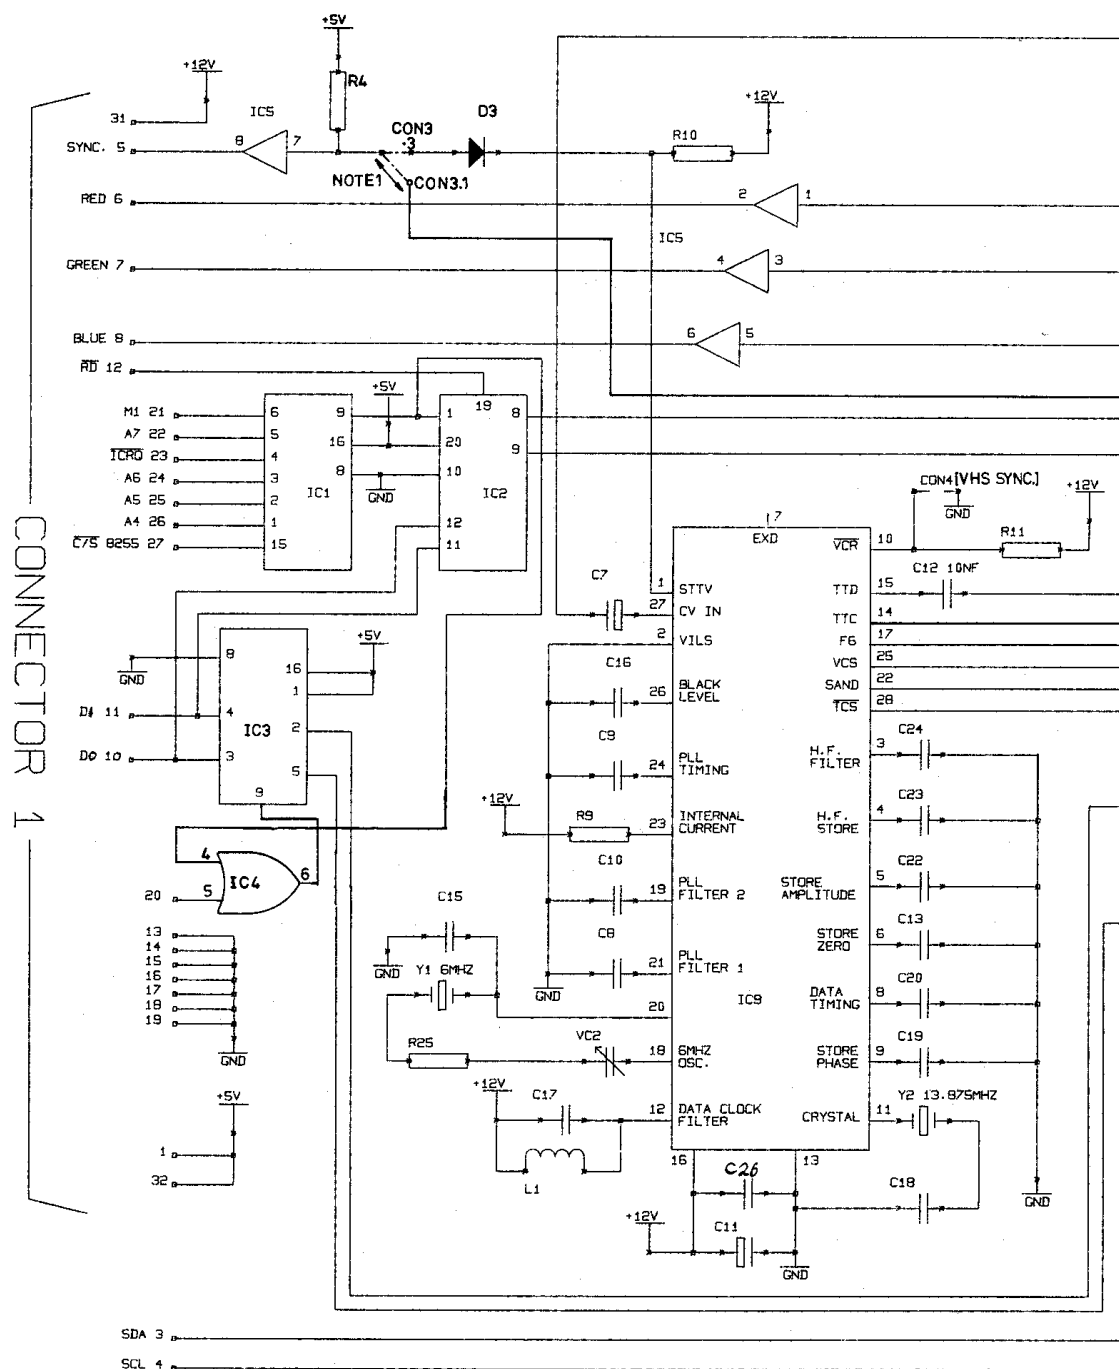 +5V
+12V
R4
IC5
CON3
.3
D3
+12V
R10
31
SYNC. 5
8
7
NOTE1
CON3.1
RED 6
2
1
IC5
GREEN 7
4
3
BLUE 8
6
5
RD 12
+5V
19
M1 21
6
9
1
8
A7 22
5
16
20
9
ICRQ 23
4
8
10
A6 24
3
GND
IC1
IC2
A5 25
2
12
A4 26
1
11
C/S 8255 27
15
CONNECTOR 1
CON4[VHS SYNC.]
GND
+12V
R11
17
EXD
VCR
10
C12 10NF
C7
1
STTV
TTD
15
27
CV IN
TTC
14
2
VILS
F6
17
VCS
25
SAND
22
TCS
28
C16
26
BLACK
LEVEL
C24
H.F.
FILTER
3
C9
24
PLL
TIMING
C23
H.F.
STORE
4
+12V
R9
23
INTERNAL
CURRENT
C22
STORE
AMPLITUDE
5
C10
19
PLL
FILTER 2
C13
STORE
ZERO
6
C8
21
PLL
FILTER 1
GND
IC9
C20
DATA
TIMING
8
8
GND
16
+5V
1
D1 11
4
IC3
2
D0 10
3
5
9
4
IC4
6
20
5
13
14
15
16
17
18
19
GND
C15
GND
Y1 6MHZ
20
R25
VC2
18
6MHZ
OSC.
C19
STORE
PHASE
9
+12V
C17
12
DATA CLOCK
FILTER
L1
Y2 13.875MHZ
CRYSTAL
11
16
13
C26
C18
GND
+12V
C11
GND
+5V
1
32
SDA 3
SCL 4